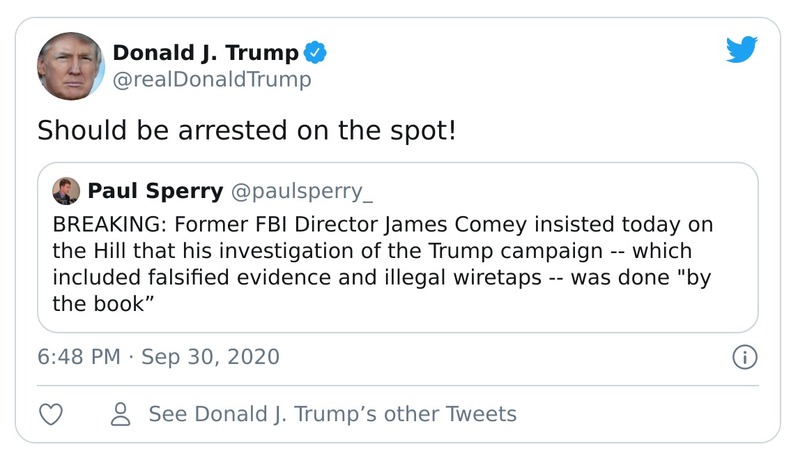 Donald J. Trump
@realDonaldTrump
Should be arrested on the spot!
Paul Sperry @paulsperry_
BREAKING: Former FBI Director James Comey insisted today on
the Hill that his investigation of the Trump campaign -- which
included falsified evidence and illegal wiretaps -- was done "by
the book”
6:48 PM · Sep 30, 2020
See Donald J. Trump’s other Tweets